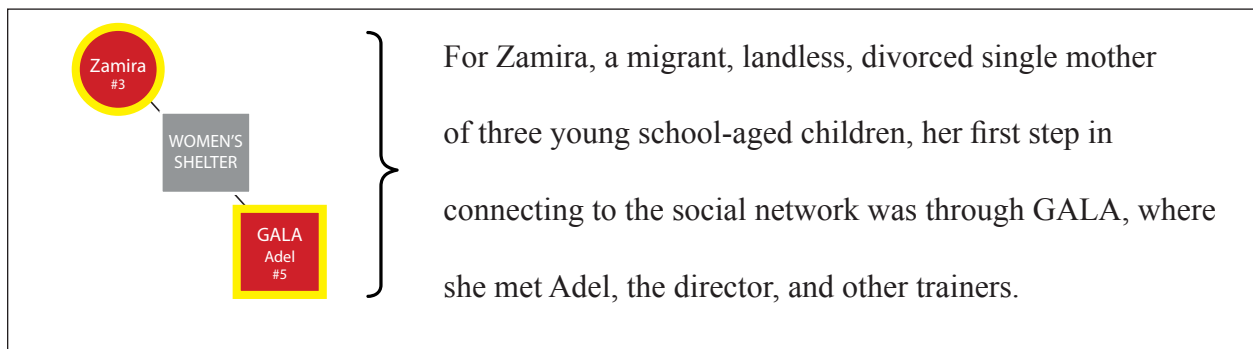 Zamira
#3
WOMEN'S
SHELTER
GALA
Adel
#5
For Zamira, a migrant, landless, divorced single mother
of three young school-aged children, her first step in
connecting to the social network was through GALA, where
she met Adel, the director, and other trainers.